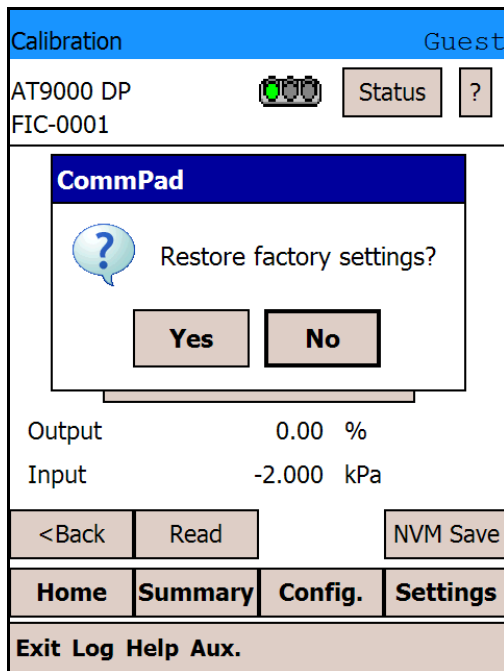 Calibration Guest
AT9000 DP Status ?
FIC-0001
CommPad
? Restore factory settings?
Yes No
Output 0.00 %
Input -2.000 kPa
<Back Read NVM Save
Home Summary Config. Settings
Exit Log Help Aux.